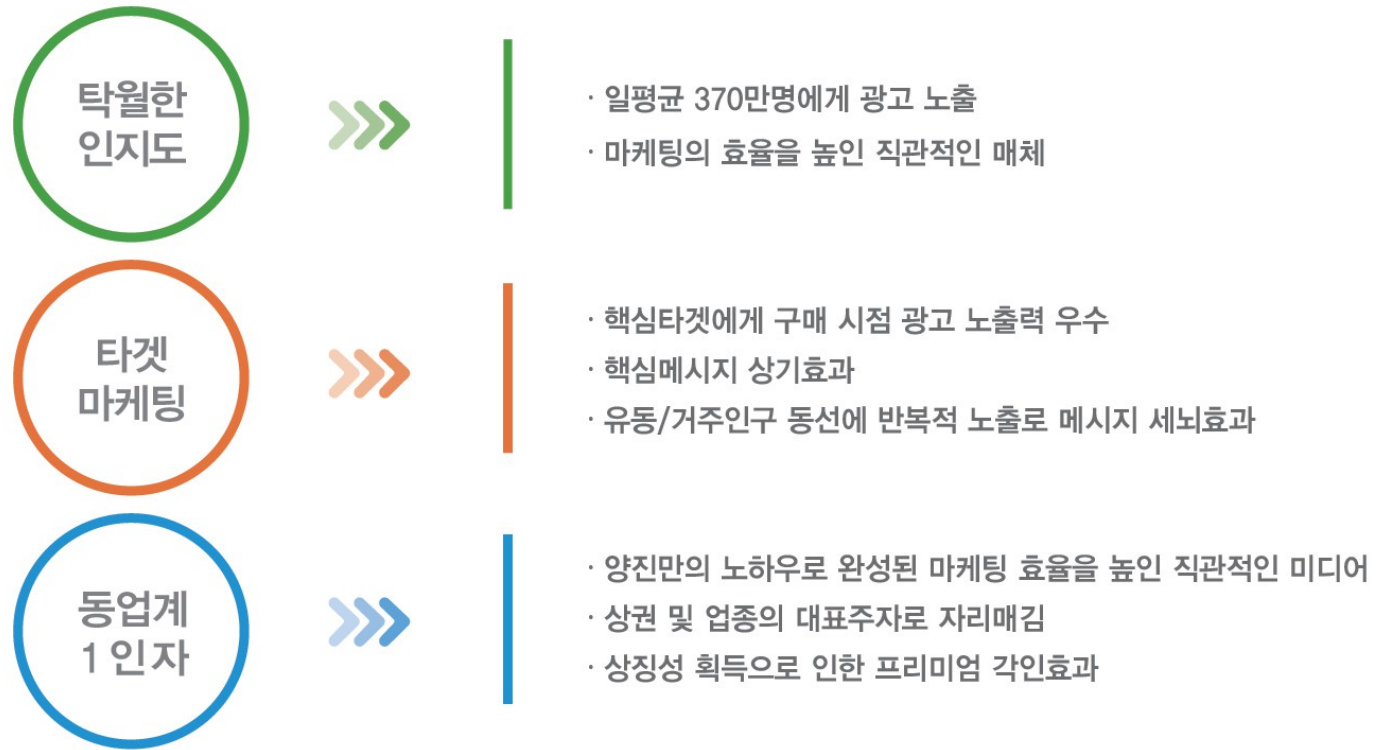 탁월한
인지도
· 일평균 370만명에게 광고 노출
· 마케팅의 효율을 높인 직관적인 매체
타겟
마케팅
· 핵심타겟에게 구매 시점 광고 노출력 우수
· 핵심메시지 상기효과
· 유동/거주인구 동선에 반복적 노출로 메시지 세뇌효과
동업계
1인자
· 양진만의 노하우로 완성된 마케팅 효율을 높인 직관적인 미디어
· 상권 및 업종의 대표주자로 자리매김
· 상징성 획득으로 인한 프리미엄 각인효과